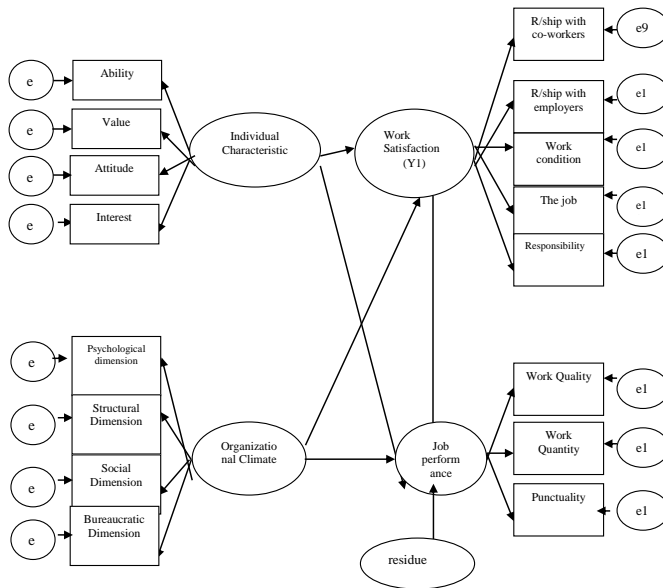 R/ship with
co-workers
e9
e
Ability
R/ship with
employers
e1
e
Value
Individual
Characteristic
Work
Satisfaction
(Y1)
Work
condition
e1
e
Attitude
The job
e1
e
Interest
Responsibility
e1
e
Psychological
dimension
Work Quality
e1
e
Structural
Dimension
Organizatio
nal Climate
Job
perform
ance
Work
Quantity
e1
e
Social
Dimension
Punctuality
e1
e
Bureaucratic
Dimension
residue